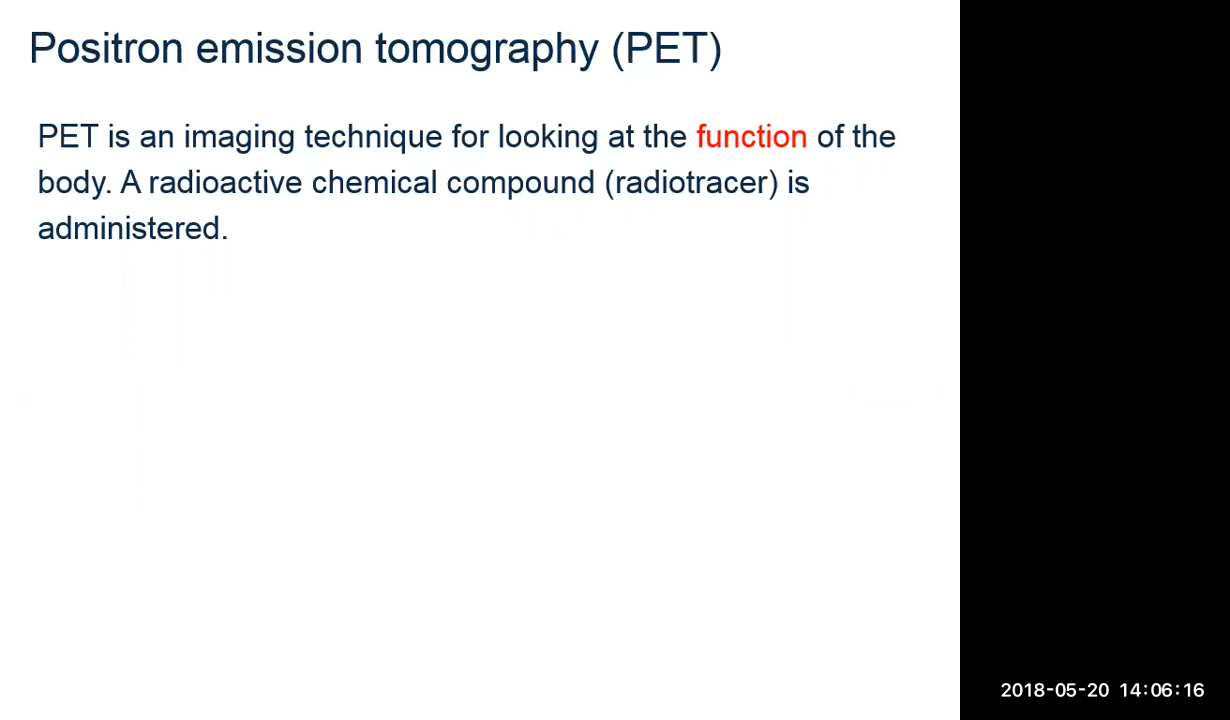 Positron emission tomography (PET)
PET is an imaging technique for looking at the function of the
body. A radioactive chemical compound (radiotracer) is
administered.
2018-05-20 14:06:16